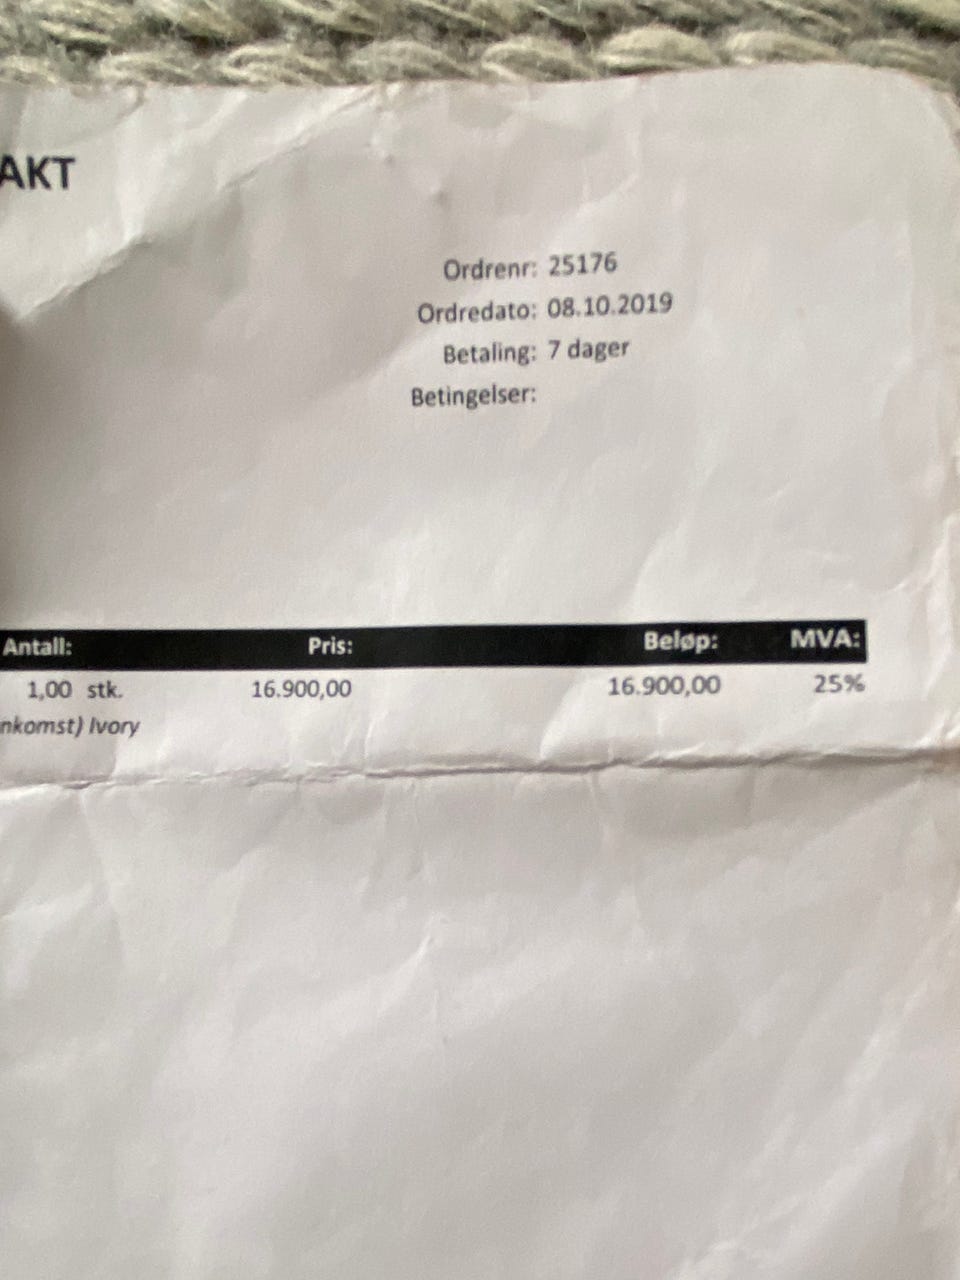 AKT
Ordrenr: 25176
Ordredato: 08.10.2019
Betaling: 7 dager
Betingelser:
Antall: Pris: Beløp: MVA:
1,00 stk. 16.900,00 16.900,00 25%
nkomst) Ivory